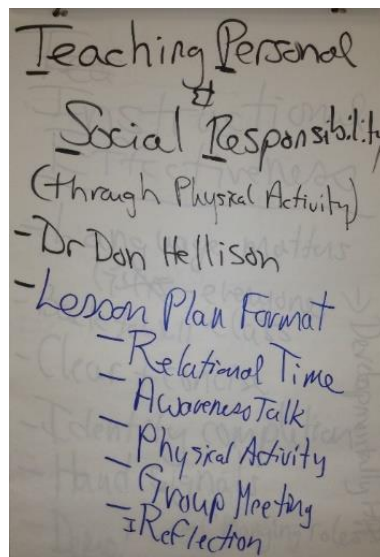 Teaching Personal
&
Social Responsibility
(through Physical Activity)
- Dr Don Hellison
- Lesson Plan Format
- Relational Time
- Awareness Talk
- Physical Activity
- Group Meeting
- Reflection